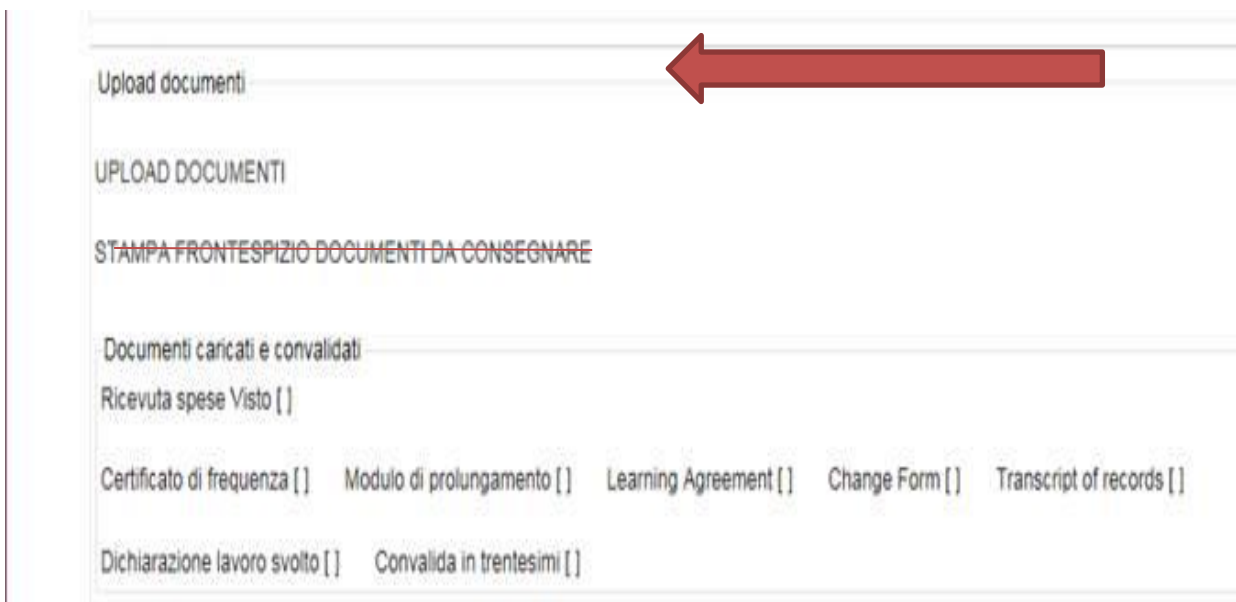 Upload documenti
UPLOAD DOCUMENTI
STAMPA FRONTESPIZIO DOCUMENTI DA CONSEGNARE
Documenti caricati e convalidati
Ricevuta spese Visto [ ]
Certificato di frequenza [ ] Modulo di prolungamento [ ] Learning Agreement [ ] Change Form [ ] Transcript of records [ ]
Dichiarazione lavoro svolto [ ] Convalida in trentesimi [ ]